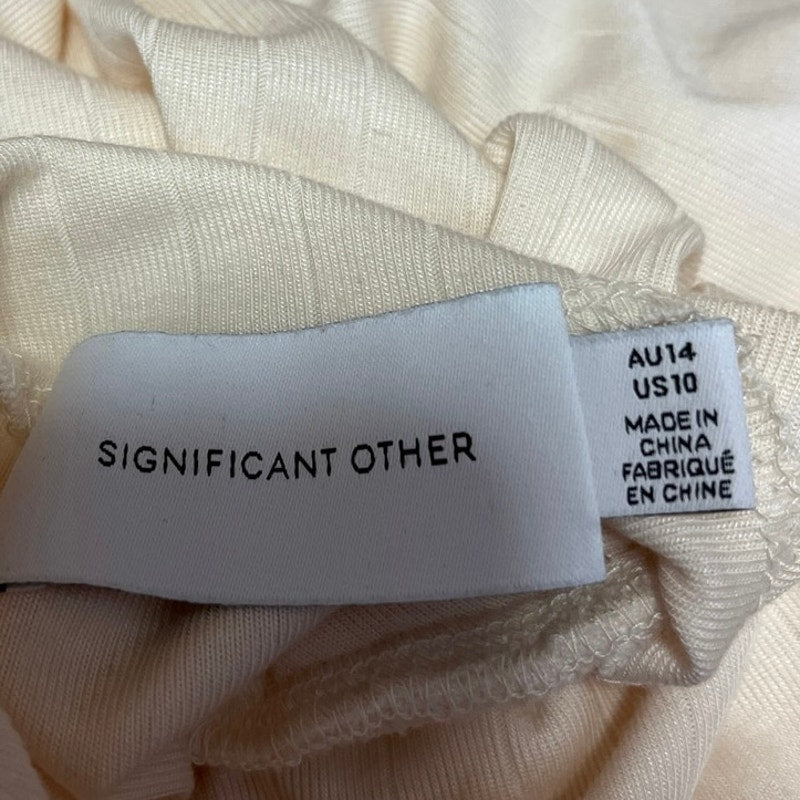 SIGNIFICANT OTHER
AU14
US10
MADE IN
CHINA
FABRIQUÉ
EN CHINE